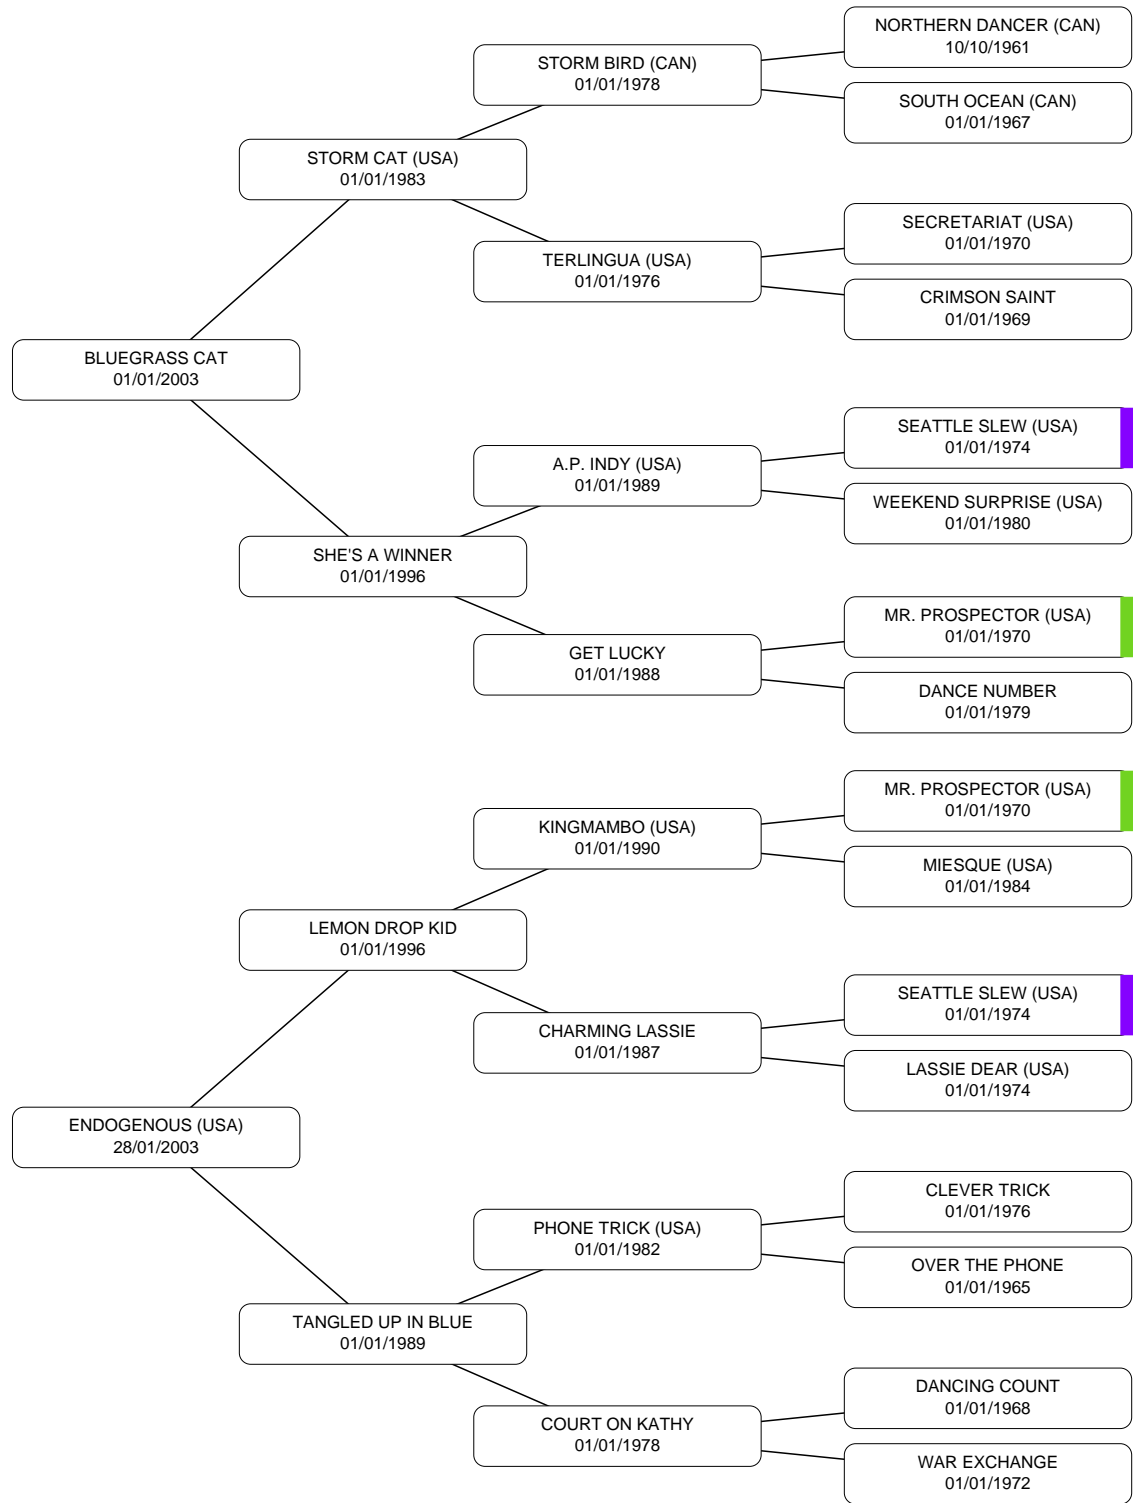 NORTHERN DANCER (CAN)
10/10/1961
STORM BIRD (CAN)
01/01/1978
SOUTH OCEAN (CAN)
01/01/1967
STORM CAT (USA)
01/01/1983
SECRETARIAT (USA)
01/01/1970
TERLINGUA (USA)
01/01/1976
CRIMSON SAINT
01/01/1969
BLUEGRASS CAT
01/01/2003
SEATTLE SLEW (USA)
01/01/1974
A.P. INDY (USA)
01/01/1989
WEEKEND SURPRISE (USA)
01/01/1980
SHE'S A WINNER
01/01/1996
MR. PROSPECTOR (USA)
01/01/1970
GET LUCKY
01/01/1988
DANCE NUMBER
01/01/1979
MR. PROSPECTOR (USA)
01/01/1970
KINGMAMBO (USA)
01/01/1990
MIESQUE (USA)
01/01/1984
LEMON DROP KID
01/01/1996
SEATTLE SLEW (USA)
01/01/1974
CHARMING LASSIE
01/01/1987
LASSIE DEAR (USA)
01/01/1974
ENDOGENOUS (USA)
28/01/2003
CLEVER TRICK
01/01/1976
PHONE TRICK (USA)
01/01/1982
OVER THE PHONE
01/01/1965
TANGLED UP IN BLUE
01/01/1989
DANCING COUNT
01/01/1968
COURT ON KATHY
01/01/1978
WAR EXCHANGE
01/01/1972